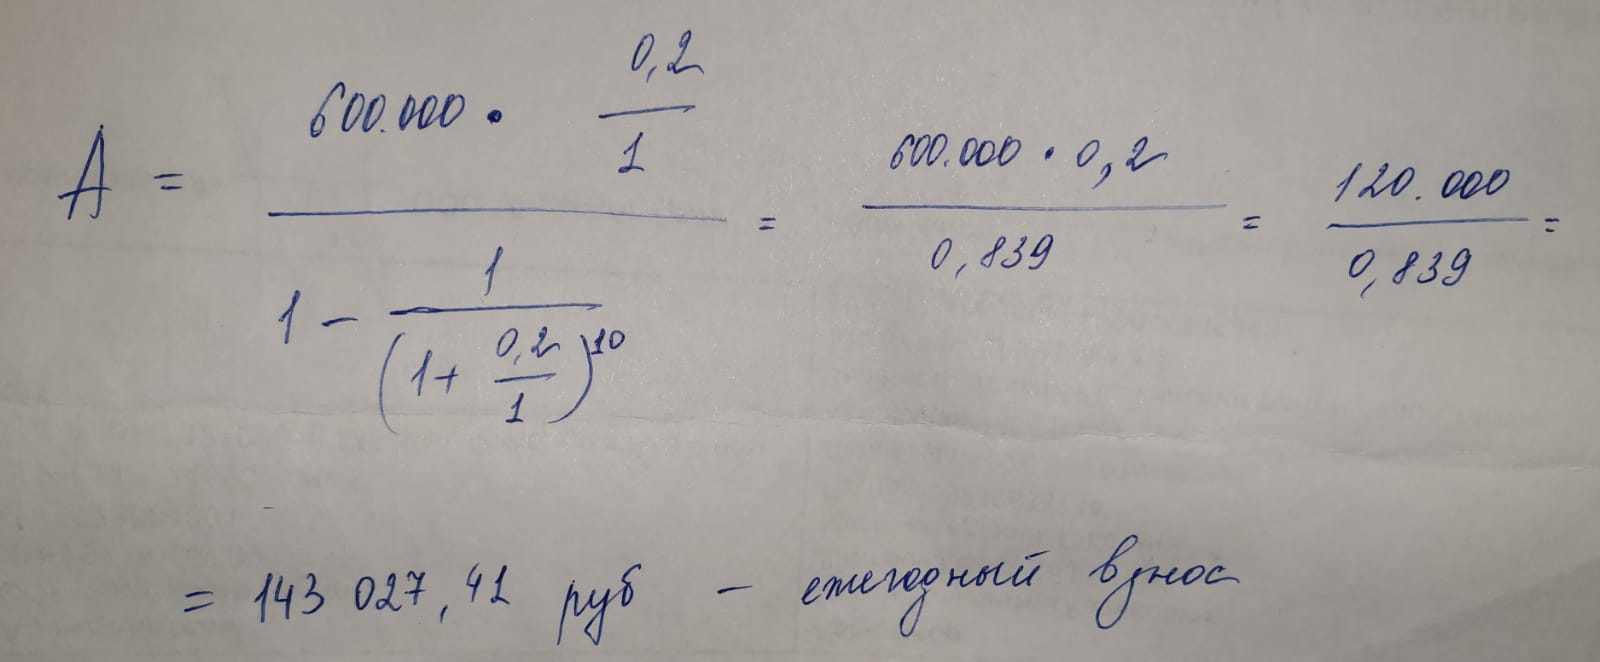 A = (600.000 · 0,2/1) / (1 - 1/(1 + 0,2/1)^10) = (600.000 · 0,2) / 0,839 = 120.000 / 0,839 =
= 143 027,41 руб - ежегодный взнос